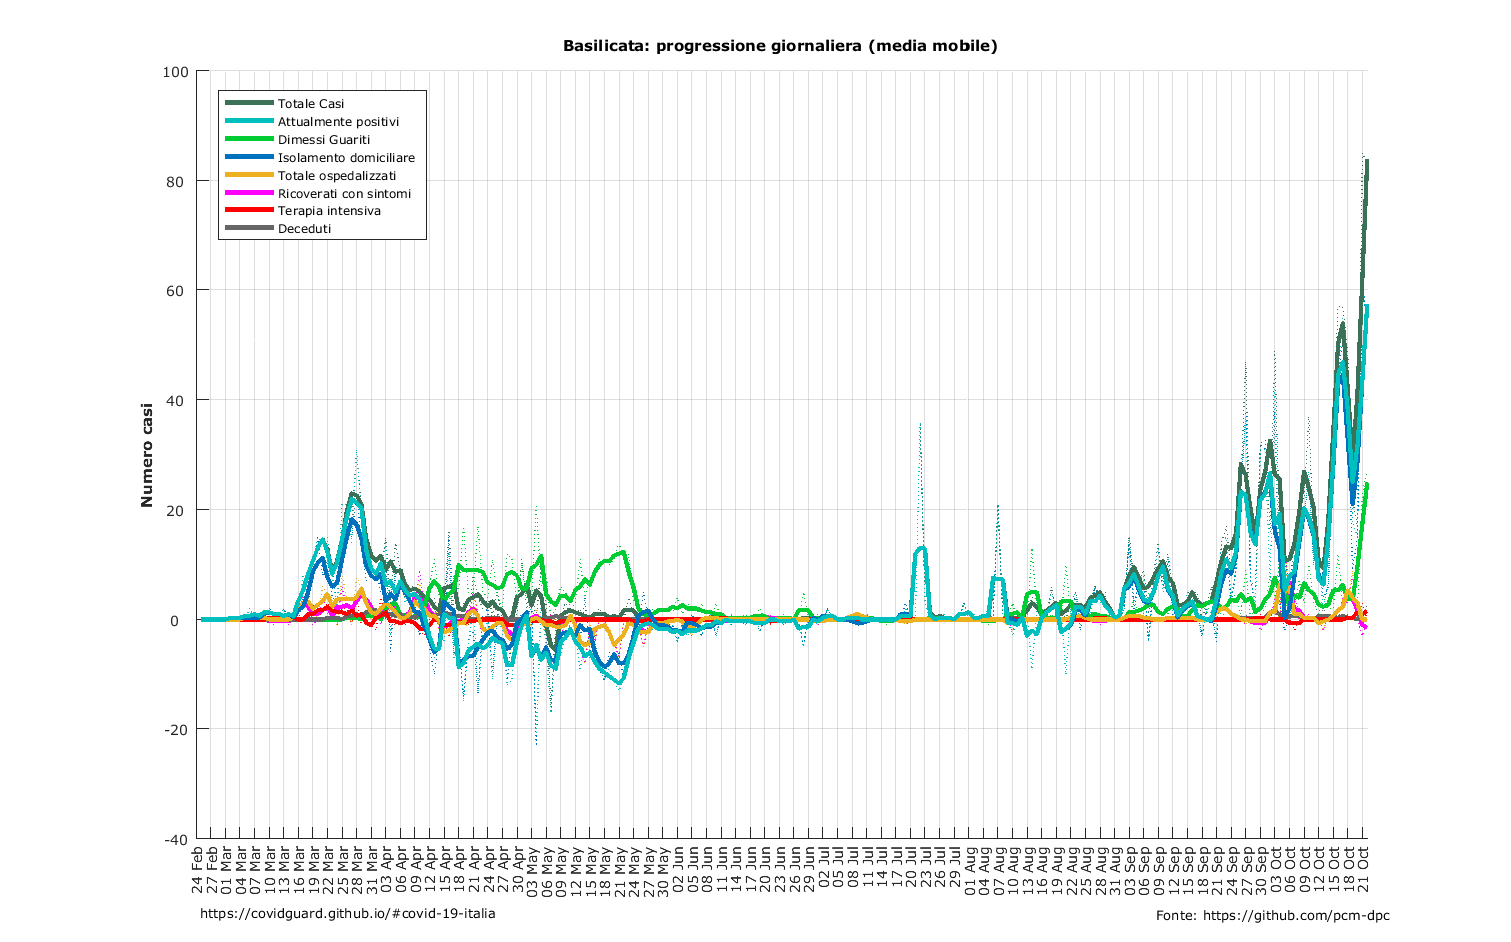 Basilicata: progressione giornaliera (media mobile)
100
80
60
40
20
0
-20
-40
Numero casi
Totale Casi
Attualmente positivi
Dimessi Guariti
Isolamento domiciliare
Totale ospedalizzati
Ricoverati con sintomi
Terapia intensiva
Deceduti
24 Feb
27 Feb
01 Mar
04 Mar
07 Mar
10 Mar
13 Mar
16 Mar
19 Mar
22 Mar
25 Mar
28 Mar
31 Mar
03 Apr
06 Apr
09 Apr
12 Apr
15 Apr
18 Apr
21 Apr
24 Apr
27 Apr
30 Apr
03 May
06 May
09 May
12 May
15 May
18 May
21 May
24 May
27 May
30 May
02 Jun
05 Jun
08 Jun
11 Jun
14 Jun
17 Jun
20 Jun
23 Jun
26 Jun
29 Jun
02 Jul
05 Jul
08 Jul
11 Jul
14 Jul
17 Jul
20 Jul
23 Jul
26 Jul
29 Jul
01 Aug
04 Aug
07 Aug
10 Aug
13 Aug
16 Aug
19 Aug
22 Aug
25 Aug
28 Aug
31 Aug
03 Sep
06 Sep
09 Sep
12 Sep
15 Sep
18 Sep
21 Sep
24 Sep
27 Sep
30 Sep
03 Oct
06 Oct
09 Oct
12 Oct
15 Oct
18 Oct
21 Oct
https://covidguard.github.io/#covid-19-italia
Fonte: https://github.com/pcm-dpc